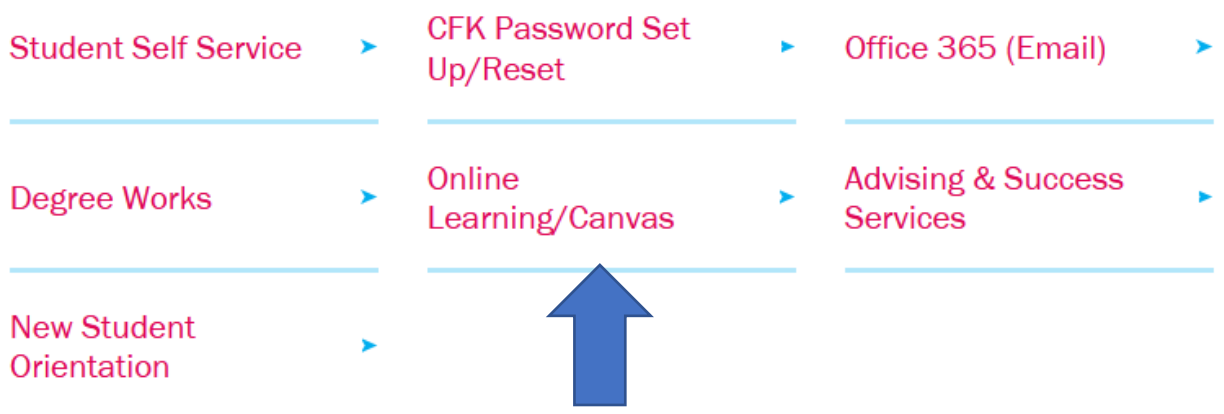 Student Self Service
CFK Password Set
Up/Reset
Office 365 (Email)
Degree Works
Online
Learning/Canvas
Advising & Success
Services
New Student
Orientation